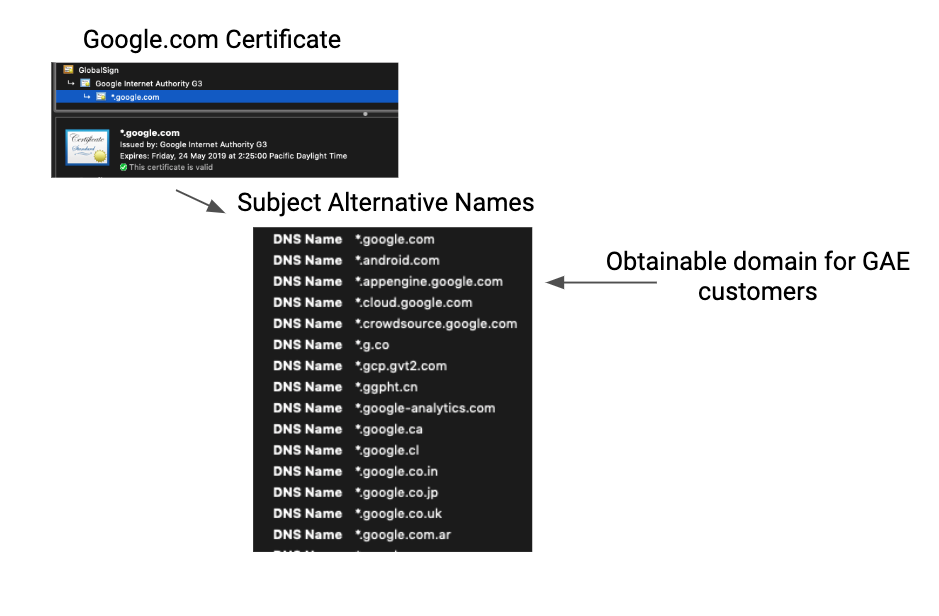 Google.com Certificate
GlobalSign
Google Internet Authority G3
*.google.com
Certificate
Standard
*.google.com
Issued by: Google Internet Authority G3
Expires: Friday, 24 May 2019 at 2:25:00 Pacific Daylight Time
This certificate is valid
Subject Alternative Names
DNS Name *.google.com
DNS Name *.android.com
DNS Name *.appengine.google.com
DNS Name *.cloud.google.com
DNS Name *.crowdsource.google.com
DNS Name *.g.co
DNS Name *.gcp.gvt2.com
DNS Name *.ggpht.cn
DNS Name *.google-analytics.com
DNS Name *.google.ca
DNS Name *.google.cl
DNS Name *.google.co.in
DNS Name *.google.co.jp
DNS Name *.google.co.uk
DNS Name *.google.com.ar
Obtainable domain for GAE
customers